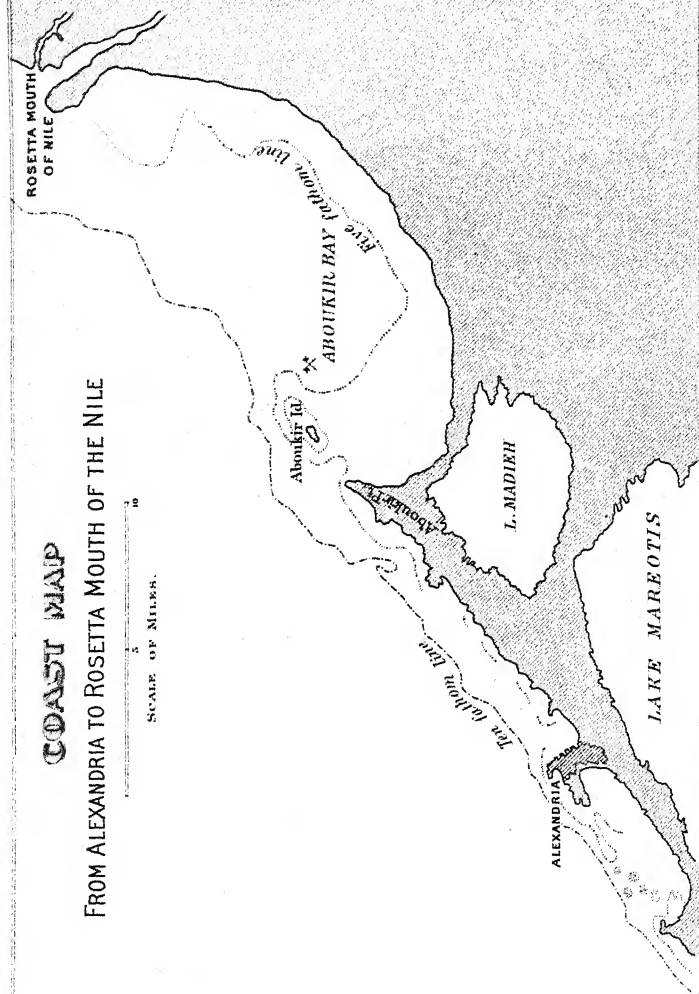 COAST MAP
FROM ALEXANDRIA TO ROSETTA MOUTH OF THE NILE
5
10
SCALE OF MILES.
ROSETTA MOUTH
OF NILE
Five fathom line
ABOUKIR BAY
Aboukir Id.
Aboukir Pt.
L. MADIEH
Ten fathom line
LAKE MAREOTIS
ALEXANDRIA